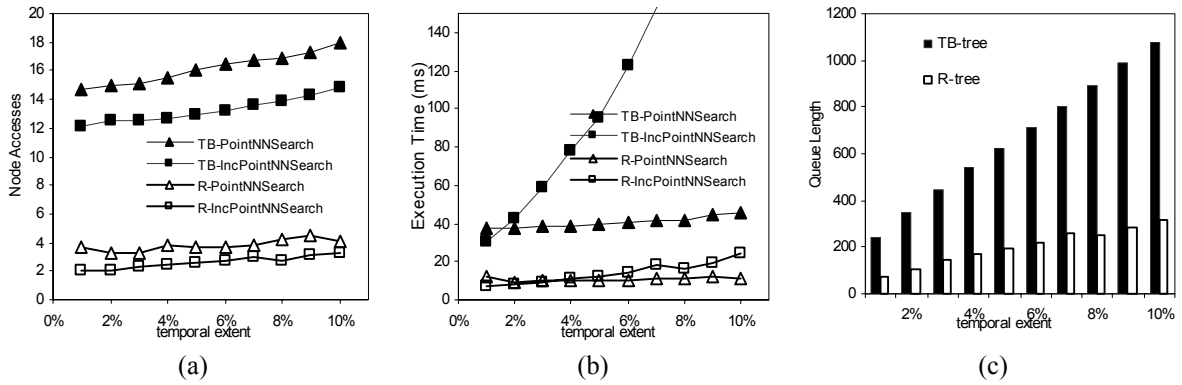 20
18
16
14
12
10
8
6
4
2
0
Node Accesses
TB-PointNNSearch
TB-IncPointNNSearch
R-PointNNSearch
R-IncPointNNSearch
0% 2% 4% 6% 8% 10%
temporal extent
(a)
140
120
100
80
60
40
20
0
Execution Time (ms)
TB-PointNNSearch
TB-IncPointNNSearch
R-PointNNSearch
R-IncPointNNSearch
0% 2% 4% 6% 8% 10%
temporal extent
(b)
1200
1000
800
600
400
200
0
Queue Length
TB-tree
R-tree
2% 4% 6% 8% 10%
temporal extent
(c)